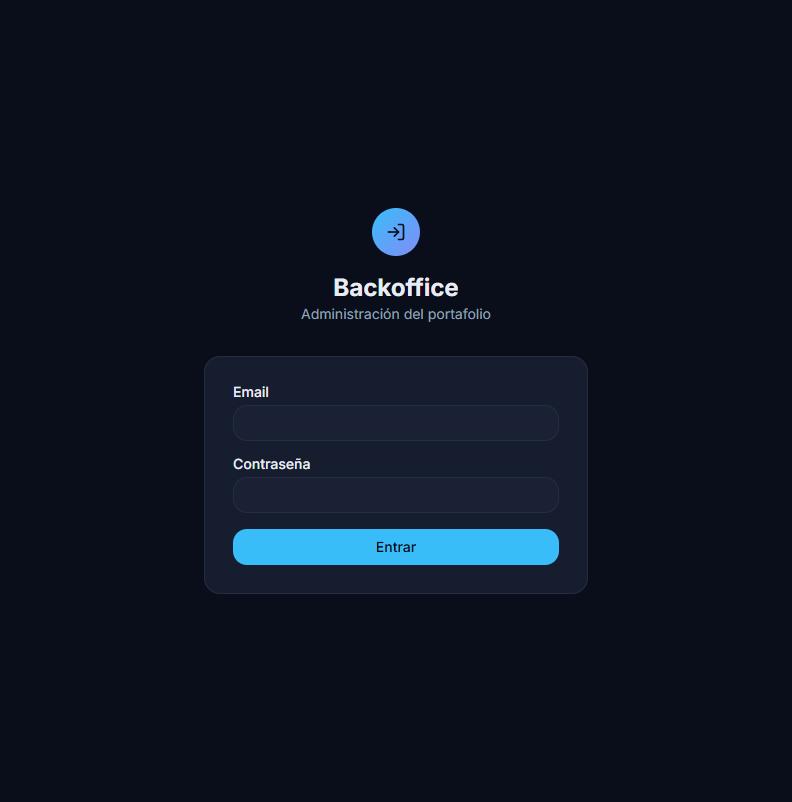 Backoffice
Administración del portafolio
Email
Contraseña
Entrar